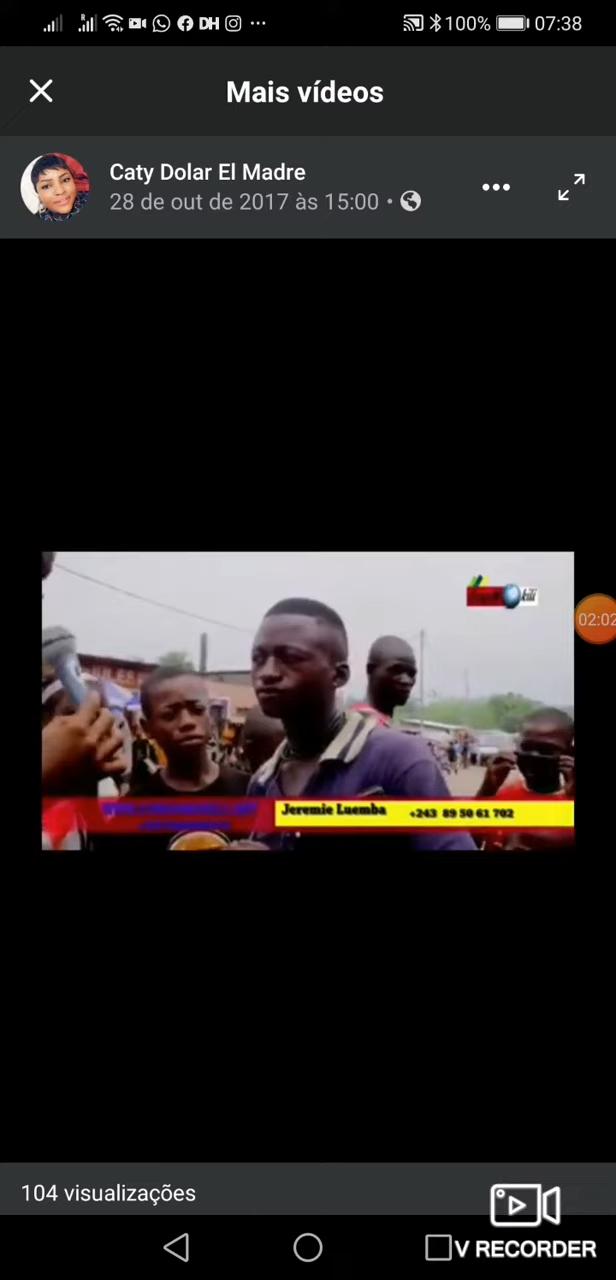 100% 07:38
Mais vídeos
Caty Dolar El Madre
28 de out de 2017 às 15:00
02:02
Jeremie Luemba
+243 89 50 61 702
104 visualizações
V RECORDER